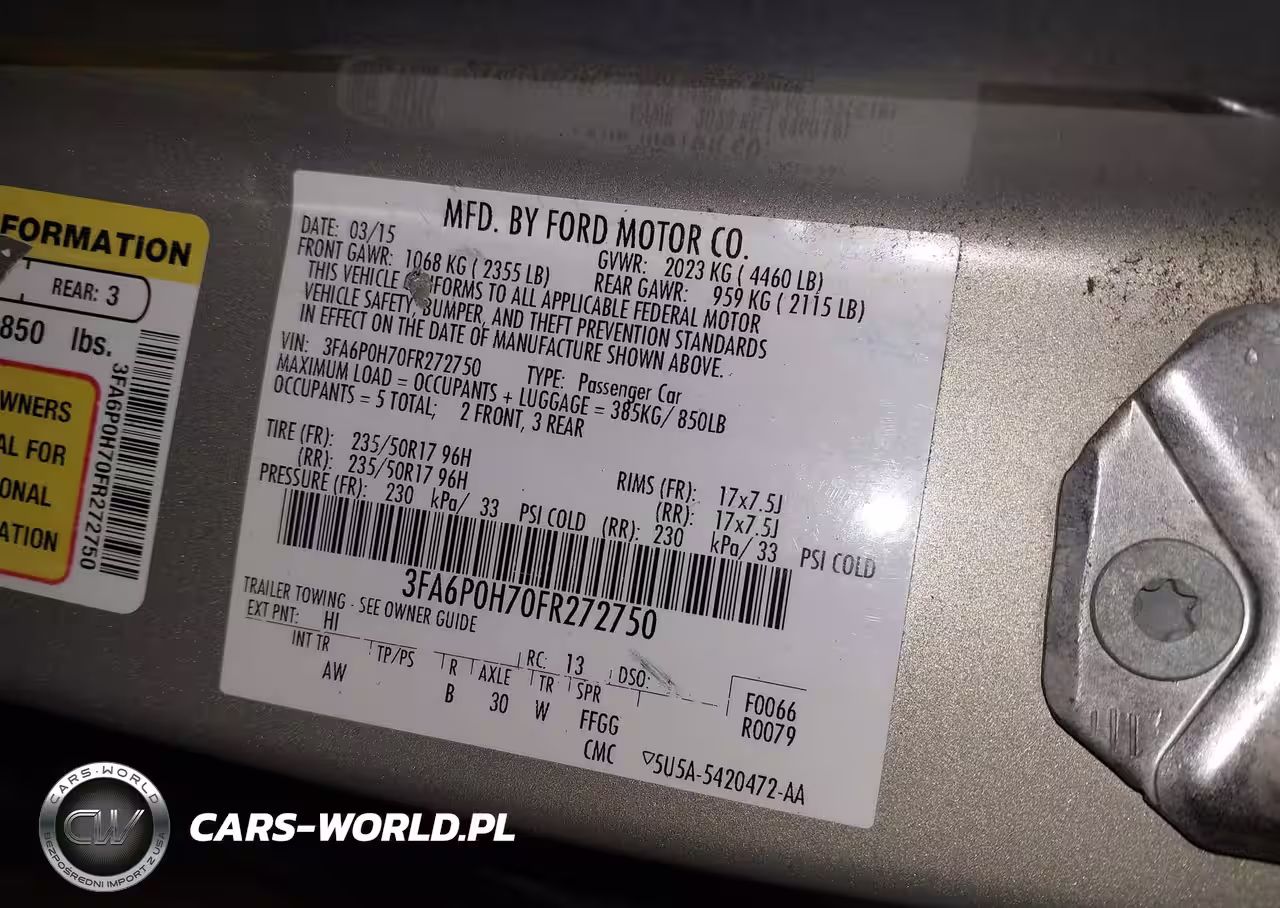 FORMATION
REAR: 3
850 lbs.
WNERS
AL FOR
ONAL
ATION
3FA6P0H70FR272750
MFD. BY FORD MOTOR CO.
DATE: 03/15 GVWR: 2023 KG ( 4460 LB)
FRONT GAWR: 1068 KG ( 2355 LB) REAR GAWR: 959 KG ( 2115 LB)
THIS VEHICLE FORMS TO ALL APPLICABLE FEDERAL MOTOR
VEHICLE SAFETY, BUMPER, AND THEFT PREVENTION STANDARDS
IN EFFECT ON THE DATE OF MANUFACTURE SHOWN ABOVE.
VIN: 3FA6P0H70FR272750 TYPE: Passenger Car
MAXIMUM LOAD = OCCUPANTS + LUGGAGE = 385KG/ 850LB
OCCUPANTS = 5 TOTAL; 2 FRONT, 3 REAR
TIRE (FR): 235/50R17 96H RIMS (FR): 17x7.5J
(RR): 235/50R17 96H (RR): 17x7.5J
PRESSURE (FR): 230 kPa/ 33 PSI COLD (RR): 230 kPa/ 33 PSI COLD
3FA6P0H70FR272750
TRAILER TOWING - SEE OWNER GUIDE
EXT PNT: HI RC: 13 DSO:
INT TR TP/PS R AXLE TR SPR
AW B 30 W FFGG
CMC
F0066
R0079
▽5U5A-5420472-AA
CARS-WORLD
CW
BEZPOŚREDNI IMPORT Z USA
CARS-WORLD.PL